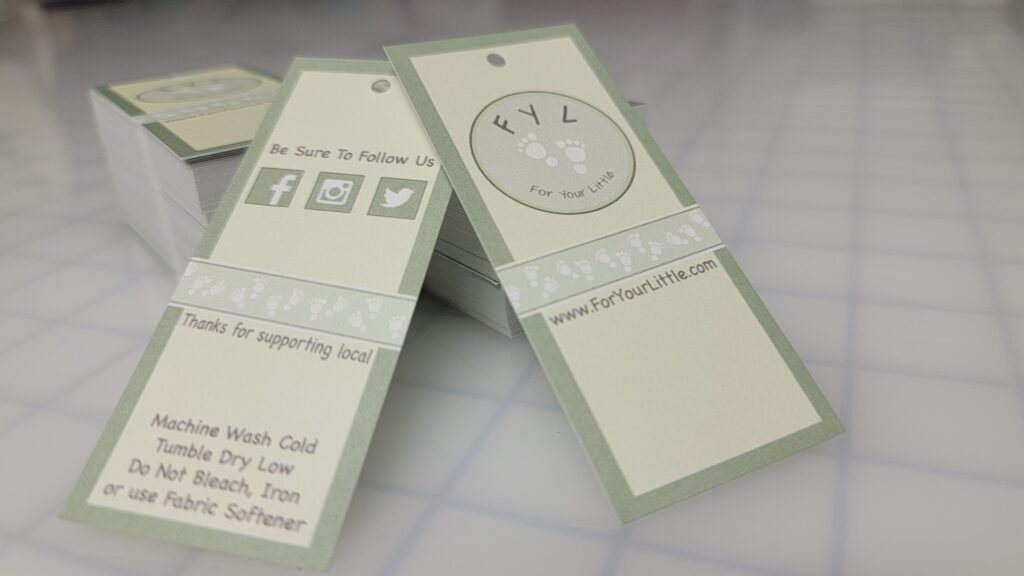 Be Sure To Follow Us
Thanks for supporting local
Machine Wash Cold
Tumble Dry Low
Do Not Bleach, Iron
or use Fabric Softener
FYL
For Your Little
www.ForYourLittle.com